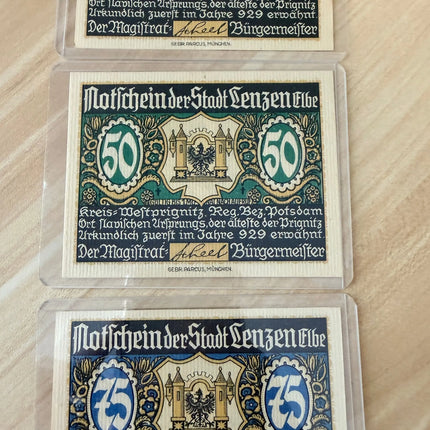 Ort slavischen Ursprungs, der älteste der Prignitz
Urkundlich zuerst im Jahre 929 erwähnt
Der Magistrat: Scheel Bürgermeister
GEBR. PARCUS, MÜNCHEN.
Notschein der Stadt Lenzen Elbe
50 50
Kreis-Westprignitz, Reg. Bez. Potsdam
Ort slavischen Ursprungs, der älteste der Prignitz
Urkundlich zuerst im Jahre 929 erwähnt
Der Magistrat: Scheel Bürgermeister
GEBR. PARCUS, MÜNCHEN.
Notschein der Stadt Lenzen Elbe
75 75